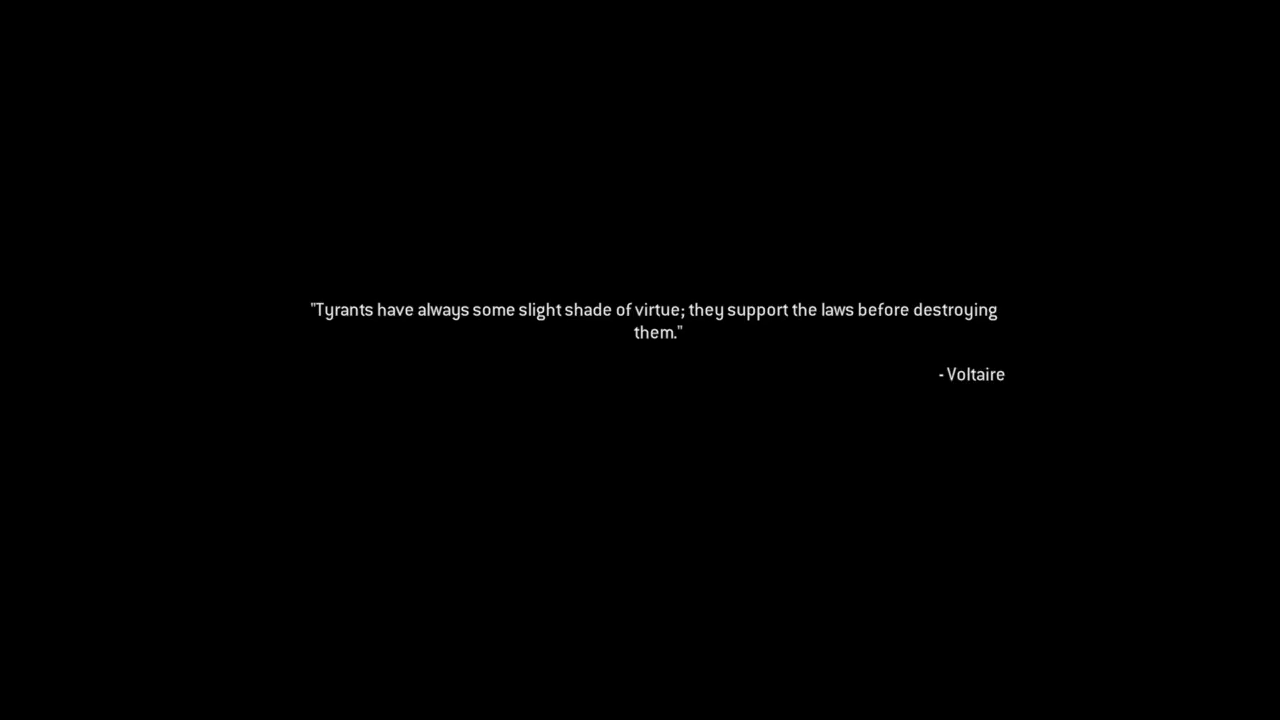 "Tyrants have always some slight shade of virtue; they support the laws before destroying
them."
- Voltaire